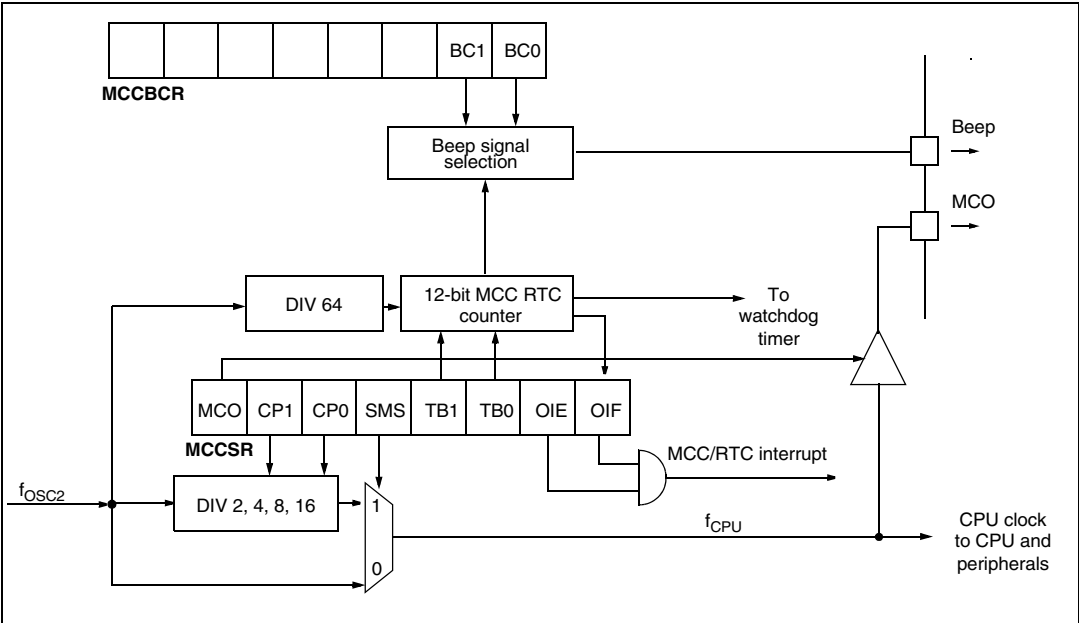 BC1 BC0
MCCBCR
Beep signal
selection
Beep
MCO
DIV 64
12-bit MCC RTC
counter
To
watchdog
timer
MCO CP1 CP0 SMS TB1 TB0 OIE OIF
MCCSR
MCC/RTC interrupt
fOSC2
DIV 2, 4, 8, 16
1
0
fCPU
CPU clock
to CPU and
peripherals